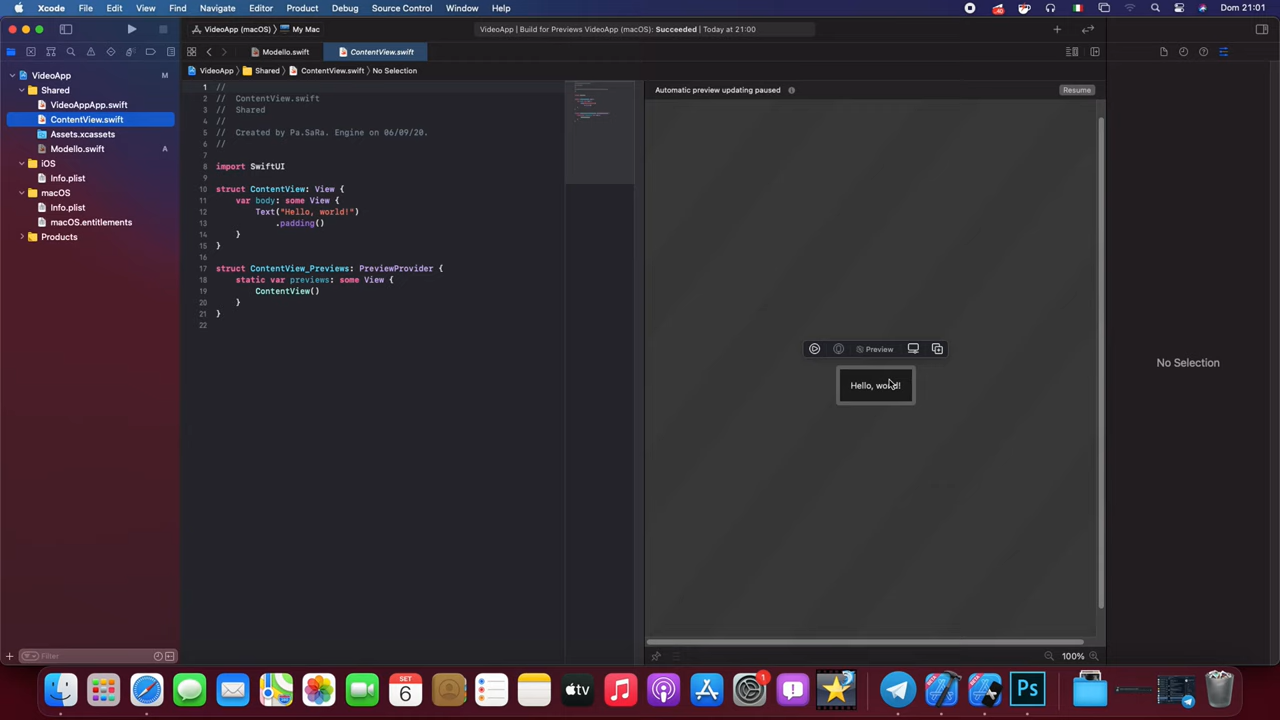 Xcode File Edit View Find Navigate Editor Product Debug Source Control Window Help Dom 21:01
VideoApp (macOS) My Mac
VideoApp | Build for Previews VideoApp (macOS): Succeeded | Today at 21:00
Modello.swift ContentView.swift
VideoApp Shared ContentView.swift No Selection
VideoApp M
Shared
VideoAppApp.swift
ContentView.swift
Assets.xcassets
Modello.swift A
iOS
Info.plist
macOS
Info.plist
macOS.entitlements
Products
Filter
1 //
2 // ContentView.swift
3 // Shared
4 //
5 // Created by Pa.SaRa. Engine on 06/09/20.
6 //
7
8 import SwiftUI
9
10 struct ContentView: View {
11 var body: some View {
12 Text("Hello, world!")
13 .padding()
14 }
15 }
16
17 struct ContentView_Previews: PreviewProvider {
18 static var previews: some View {
19 ContentView()
20 }
21 }
22
Automatic preview updating paused Resume
Preview
Hello, world!
100%
No Selection
SET
6
tv
1
Ps